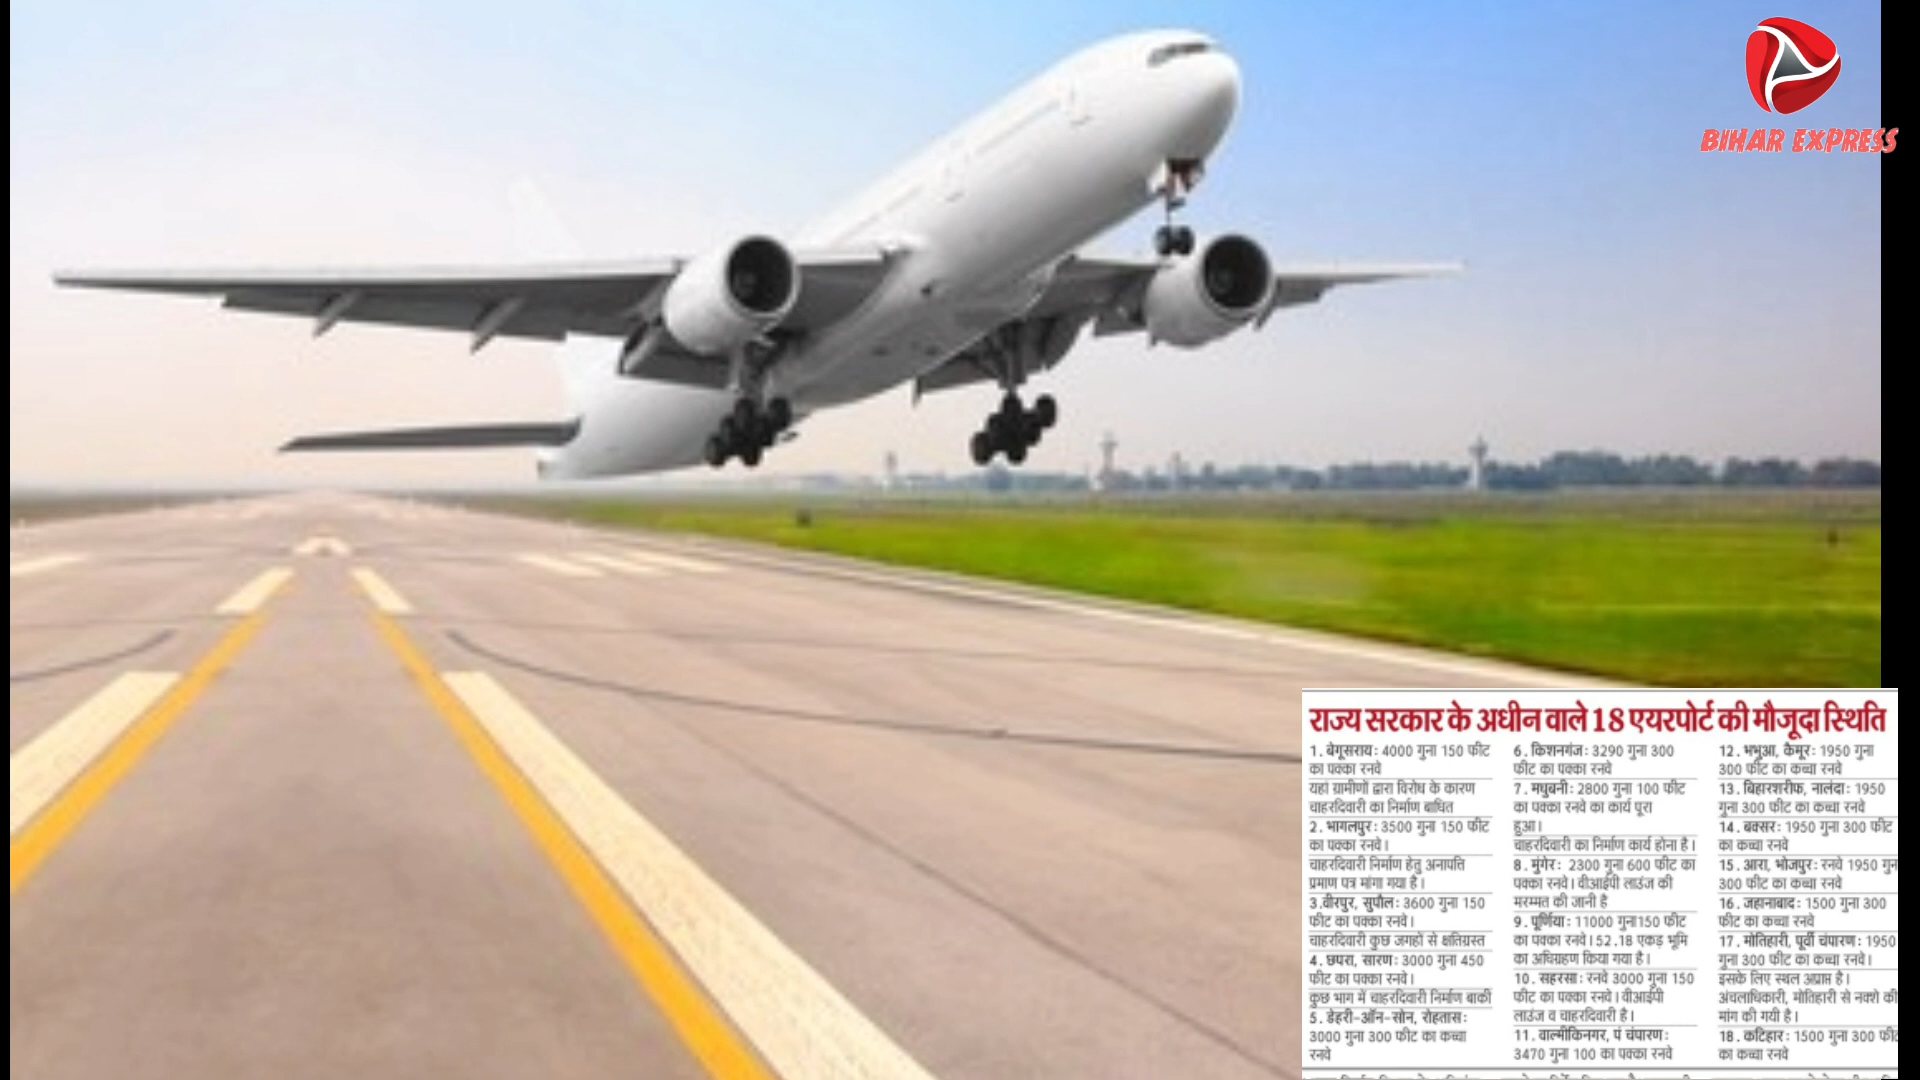 BIHAR EXPRESS
राज्य सरकार के अधीन वाले 18 एयरपोर्ट की मौजूदा स्थिति
1. बेगूसराय: 4000 गुना 150 फीट
का पक्का रनवे
यहां ग्रामीणों द्वारा विरोध के कारण
चाहरदिवारी का निर्माण बाधित
2. भागलपुर: 3500 गुना 150 फीट
का पक्का रनवे।
चाहरदिवारी निर्माण हेतु अनापत्ति
प्रमाण पत्र मांगा गया है।
3.वीरपुर, सुपौल: 3600 गुना 150
फीट का पक्का रनवे।
चाहरदिवारी कुछ जगहों से क्षतिग्रस्त
4. छपरा, सारण: 3000 गुना 450
फीट का पक्का रनवे।
कुछ भाग में चाहरदिवारी निर्माण बाकी
5. डेहरी-ऑन-सोन, रोहतास:
3000 गुना 300 फीट का कच्चा
रनवे
6. किशनगंज: 3290 गुना 300
फीट का पक्का रनवे
7. मधुबनी: 2800 गुना 100 फीट
का पक्का रनवे का कार्य पूरा
हुआ।
चाहरदिवारी का निर्माण कार्य होना है।
8. मुंगेर: 2300 गुना 600 फीट का
पक्का रनवे। वीआईपी लाउंज की
मरम्मत की जानी है
9. पूर्णिया: 11000 गुना150 फीट
का पक्का रनवे। 52.18 एकड़ भूमि
का अधिग्रहण किया गया है।
10. सहरसा: रनवे 3000 गुना 150
फीट का पक्का रनवे। वीआईपी
लाउंज व चाहरदिवारी है।
11. वाल्मीकिनगर, प चंपारण:
3470 गुना 100 का पक्का रनवे
12. भभुआ, कैमूर: 1950 गुना
300 फीट का कच्चा रनवे
13. बिहारशरीफ, नालंदा: 1950
गुना 300 फीट का कच्चा रनवे
14. बक्सर: 1950 गुना 300 फीट
का कच्चा रनवे
15. आरा, भोजपुर: रनवे 1950 गुन
300 फीट का कच्चा रनवे
16. जहानाबाद: 1500 गुना 300
फीट का कच्चा रनवे
17. मोतिहारी, पूर्वी चंपारण: 1950
गुना 300 फीट का कच्चा रनवे।
इसके लिए स्थल अप्राप्त है।
अंचलाधिकारी, मोतिहारी से नक्शे की
मांग की गयी है।
18. कटिहार: 1500 गुना 300 फी
का कच्चा रनवे